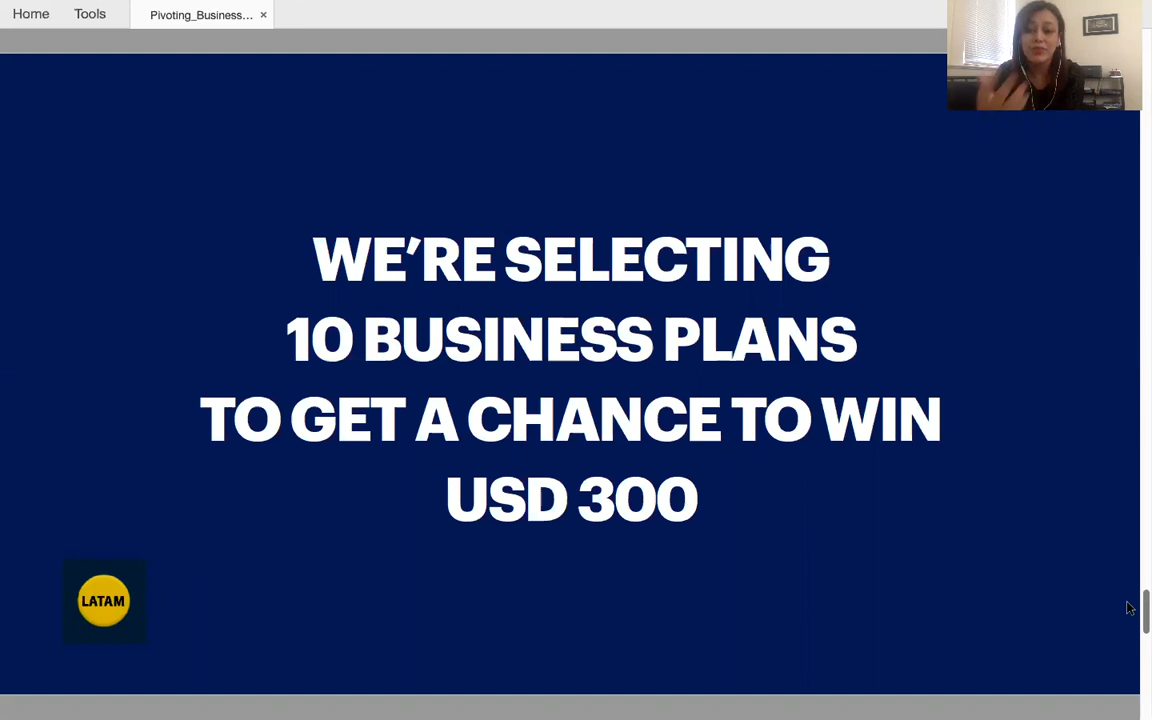 Home Tools Pivoting_Business... ×
WE'RE SELECTING
10 BUSINESS PLANS
TO GET A CHANCE TO WIN
USD 300
LATAM